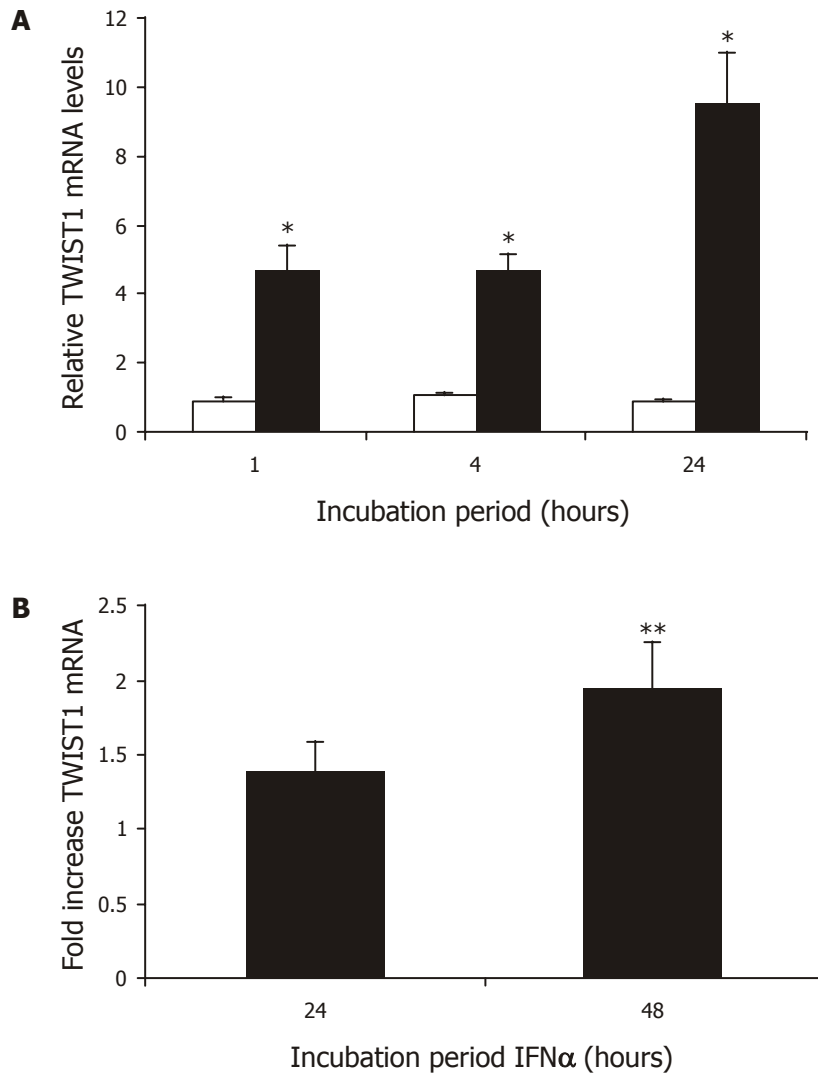 A
Relative TWIST1 mRNA levels
12
10
8
6
4
2
0
*
*
*
1 4 24
Incubation period (hours)
B
Fold increase TWIST1 mRNA
2.5
2
1.5
1
0.5
0
**
24 48
Incubation period IFNα (hours)